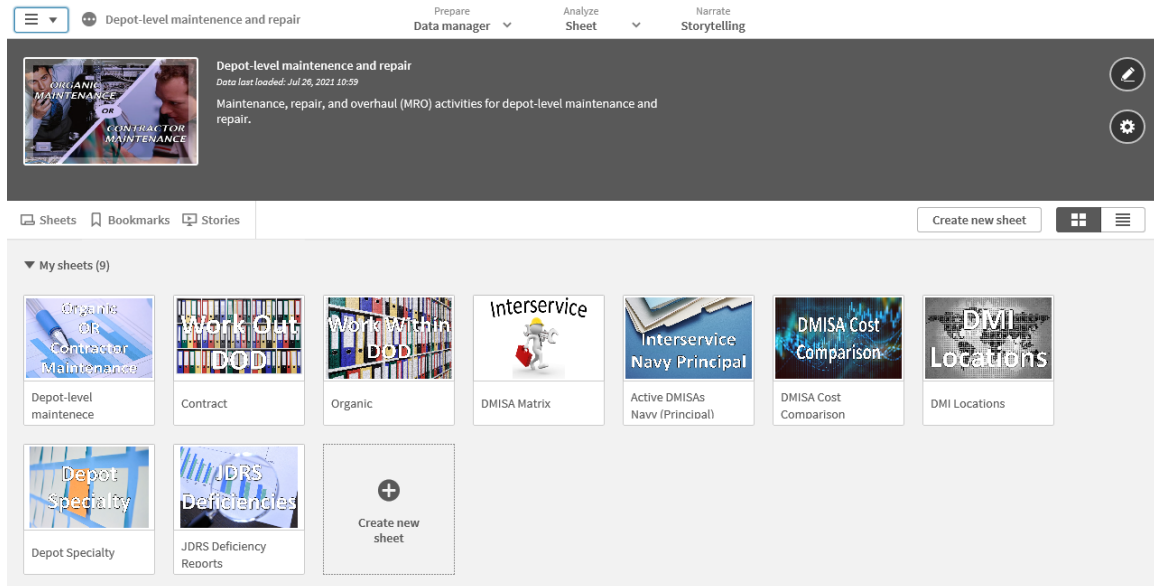 Depot-level maintenence and repair
Prepare
Data manager
Analyze
Sheet
Narrate
Storytelling
ORGANIC
MAINTENANCE
OR
CONTRACTOR
MAINTENANCE
Depot-level maintenence and repair
Data last loaded: Jul 26, 2021 10:59
Maintenance, repair, and overhaul (MRO) activities for depot-level maintenance and
repair.
Sheets
Bookmarks
Stories
Create new sheet
My sheets (9)
Organic
OR
Contractor
Maintonance
Depot-level
maintenece
Work Out
DOD
Contract
Work Within
DOD
Organic
Interservice
DMISA Matrix
Interservice
Navy Principal
Active DMISAs
Navy (Principal)
DMISA Cost
Comparison
DMISA Cost
Comparison
DMI
Locations
DMI Locations
Depot
Specialty
Depot Specialty
JDRS
Deficiencies
JDRS Deficiency
Reports
Create new
sheet